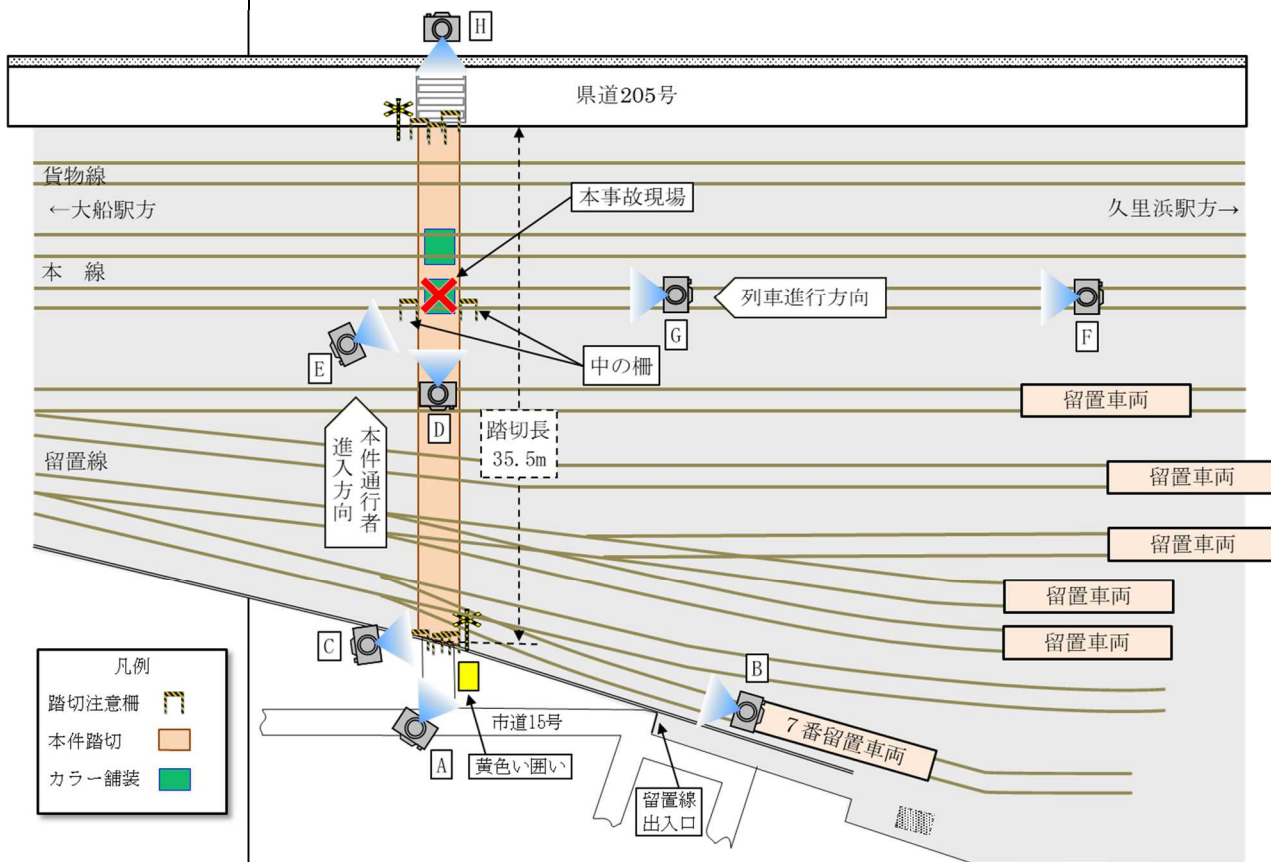 H
県道205号
貨物線
←大船駅方
本事故現場
久里浜駅方→
本 線
列車進行方向
G
F
E
中の柵
D
留置車両
本件通行者
進入方向
踏切長
35.5m
留置線
留置車両
留置車両
留置車両
留置車両
C
B
凡例
踏切注意柵
本件踏切
カラー舗装
A
市道15号
黄色い囲い
7番留置車両
留置線
出入口